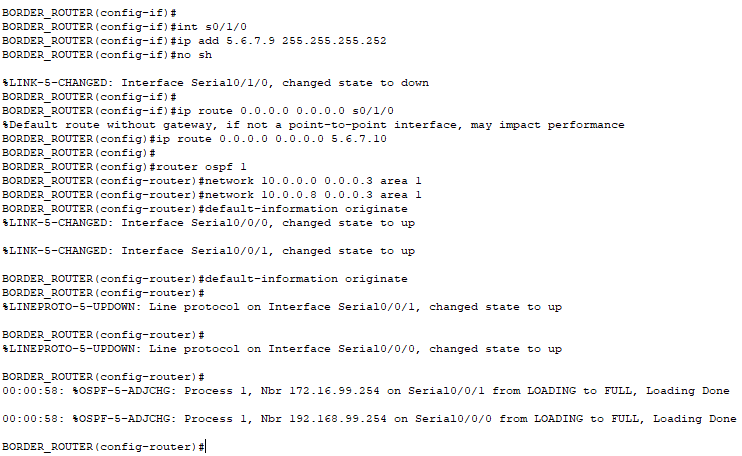 BORDER_ROUTER(config-if)#
BORDER_ROUTER(config-if)#int s0/1/0
BORDER_ROUTER(config-if)#ip add 5.6.7.9 255.255.255.252
BORDER_ROUTER(config-if)#no sh
%LINK-5-CHANGED: Interface Serial0/1/0, changed state to down
BORDER_ROUTER(config-if)#
BORDER_ROUTER(config-if)#ip route 0.0.0.0 0.0.0.0 s0/1/0
%Default route without gateway, if not a point-to-point interface, may impact performance
BORDER_ROUTER(config)#ip route 0.0.0.0 0.0.0.0 5.6.7.10
BORDER_ROUTER(config)#
BORDER_ROUTER(config)#router ospf 1
BORDER_ROUTER(config-router)#network 10.0.0.0 0.0.0.3 area 1
BORDER_ROUTER(config-router)#network 10.0.0.8 0.0.0.3 area 1
BORDER_ROUTER(config-router)#default-information originate
%LINK-5-CHANGED: Interface Serial0/0/0, changed state to up
%LINK-5-CHANGED: Interface Serial0/0/1, changed state to up
BORDER_ROUTER(config-router)#default-information originate
BORDER_ROUTER(config-router)#
%LINEPROTO-5-UPDOWN: Line protocol on Interface Serial0/0/1, changed state to up
BORDER_ROUTER(config-router)#
%LINEPROTO-5-UPDOWN: Line protocol on Interface Serial0/0/0, changed state to up
BORDER_ROUTER(config-router)#
00:00:58: %OSPF-5-ADJCHG: Process 1, Nbr 172.16.99.254 on Serial0/0/1 from LOADING to FULL, Loading Done
00:00:58: %OSPF-5-ADJCHG: Process 1, Nbr 192.168.99.254 on Serial0/0/0 from LOADING to FULL, Loading Done
BORDER_ROUTER(config-router)#